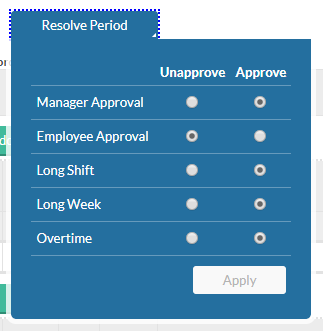 Resolve Period
Unapprove Approve
Manager Approval
Employee Approval
Long Shift
Long Week
Overtime
Apply